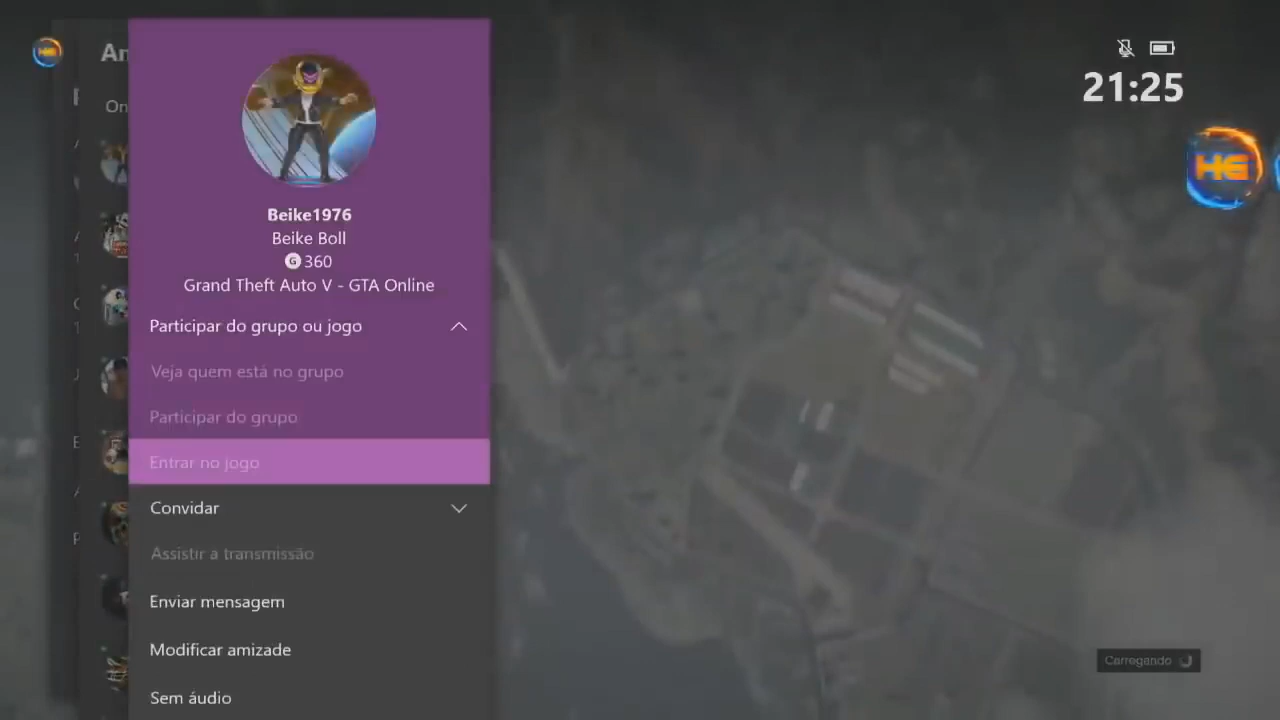 21:25
HG
Beike1976
Beike Boll
G 360
Grand Theft Auto V - GTA Online
Participar do grupo ou jogo
Veja quem está no grupo
Participar do grupo
Entrar no jogo
Convidar
Assistir a transmissão
Enviar mensagem
Modificar amizade
Sem áudio
Carregando